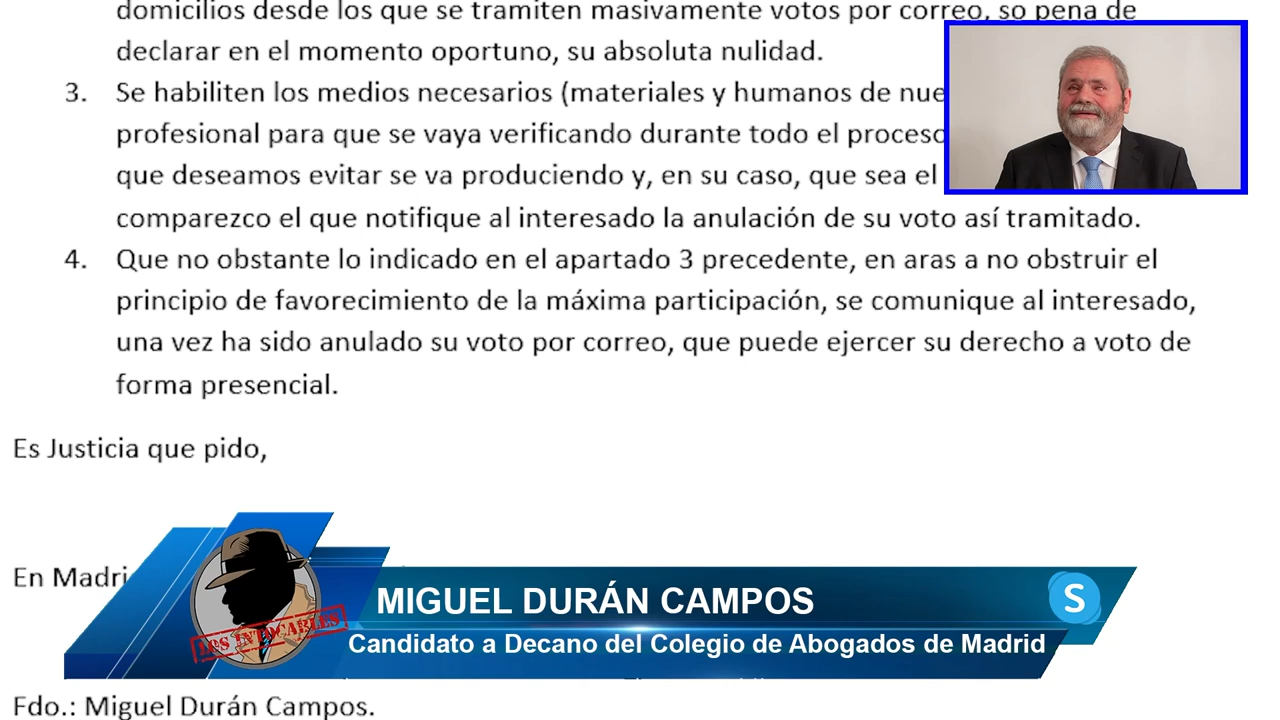 domicilios desde los que se tramiten masivamente votos por correo, so pena de
declarar en el momento oportuno, su absoluta nulidad.
3. Se habiliten los medios necesarios (materiales y humanos de nue
profesional para que se vaya verificando durante todo el proceso
que deseamos evitar se va produciendo y, en su caso, que sea el
comparezco el que notifique al interesado la anulación de su voto así tramitado.
4. Que no obstante lo indicado en el apartado 3 precedente, en aras a no obstruir el
principio de favorecimiento de la máxima participación, se comunique al interesado,
una vez ha sido anulado su voto por correo, que puede ejercer su derecho a voto de
forma presencial.
Es Justicia que pido,
En Madri
LOS INTOCABLES
MIGUEL DURÁN CAMPOS
S
Candidato a Decano del Colegio de Abogados de Madrid
Fdo.: Miguel Durán Campos.